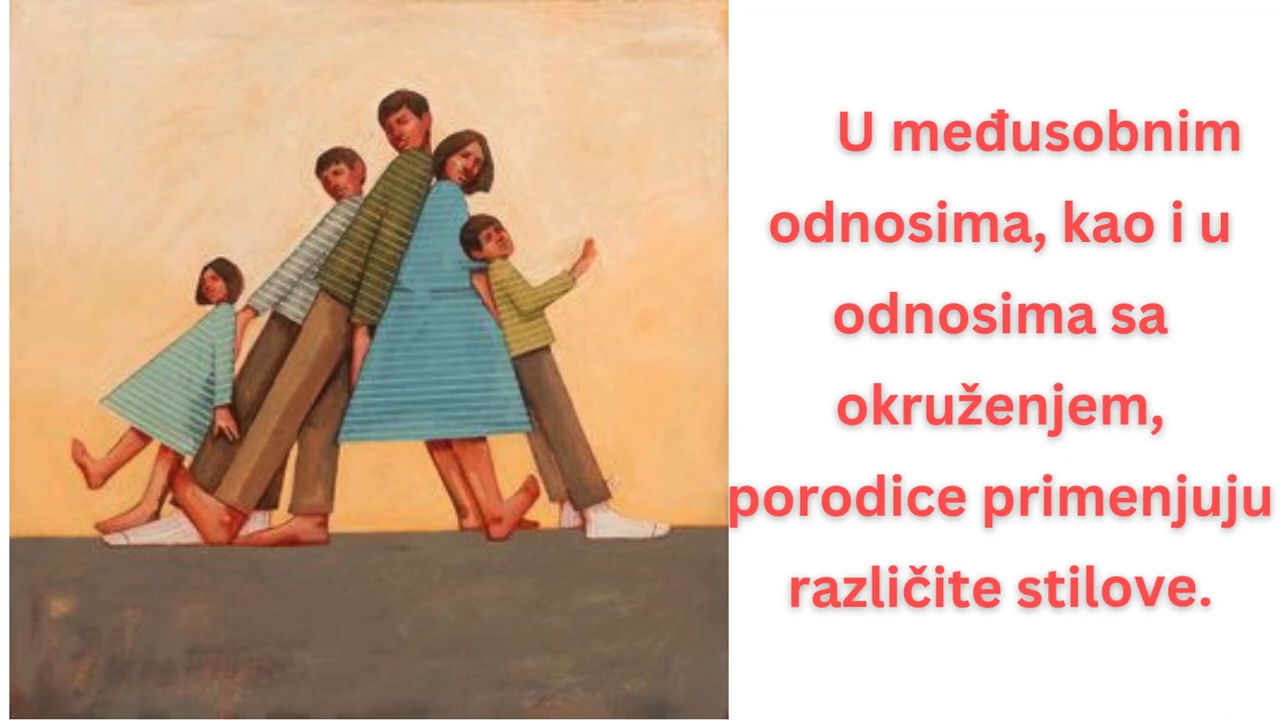 U međusobnim
odnosima, kao i u
odnosima sa
okruženjem,
porodice primenjuju
različite stilove.